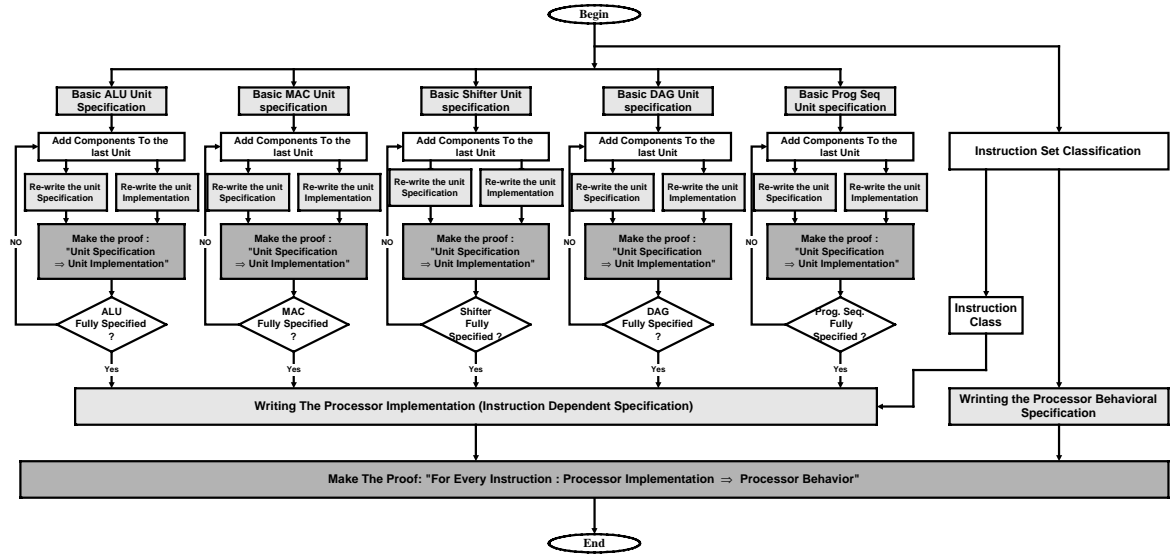 Begin
Basic ALU Unit
Specification
Basic MAC Unit
specification
Basic Shifter Unit
specification
Basic DAG Unit
specification
Basic Prog Seq
Unit specification
Add Components To the
last Unit
Add Components To the
last Unit
Add Components To the
last Unit
Add Components To the
last Unit
Add Components To the
last Unit
Instruction Set Classification
Re-write the unit
Specification
Re-write the unit
Implementation
Re-write the unit
Specification
Re-write the unit
Implementation
Re-write the unit
Specification
Re-write the unit
Implementation
Re-write the unit
Specification
Re-write the unit
Implementation
Re-write the unit
Specification
Re-write the unit
Implementation
NO
Make the proof :
"Unit Specification
⇒ Unit Implementation"
NO
Make the proof :
"Unit Specification
⇒ Unit Implementation"
NO
Make the proof :
"Unit Specification
⇒ Unit Implementation"
NO
Make the proof :
"Unit Specification
⇒ Unit Implementation"
NO
Make the proof :
"Unit Specification
⇒ Unit Implementation"
ALU
Fully Specified
?
MAC
Fully Specified
?
Shifter
Fully
Specified ?
DAG
Fully Specified
?
Prog. Seq.
Fully
Specified ?
Instruction
Class
Yes
Yes
Yes
Yes
Yes
Writing The Processor Implementation (Instruction Dependent Specification)
Wrinting the Processor Behavioral
Specification
Make The Proof: "For Every Instruction : Processor Implementation ⇒ Processor Behavior"
End